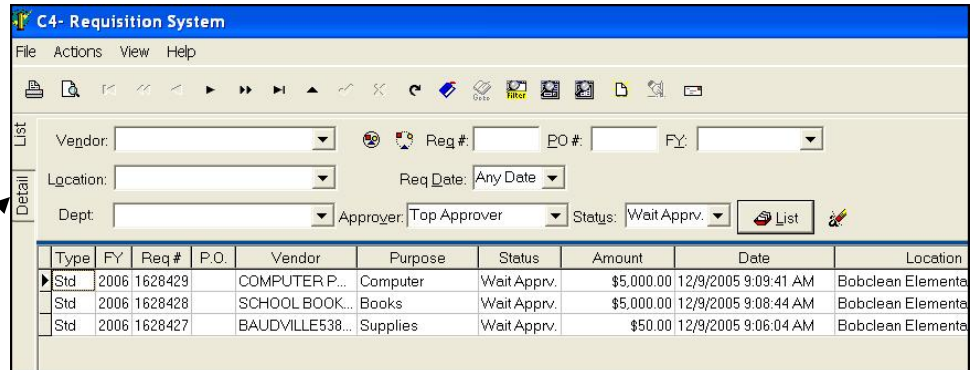 C4- Requisition System
File Actions View Help
Goto Filter
List
Vendor: Req #: PO #: FY:
Detail
Location: Req Date: Any Date
Dept: Approver: Top Approver Status: Wait Apprv. List
Type FY Req # P.O. Vendor Purpose Status Amount Date Location
Std 2006 1628429 COMPUTER P... Computer Wait Apprv. $5,000.00 12/9/2005 9:09:41 AM Bobclean Elementa
Std 2006 1628428 SCHOOL BOOK... Books Wait Apprv. $5,000.00 12/9/2005 9:08:44 AM Bobclean Elementa
Std 2006 1628427 BAUDVILLE538... Supplies Wait Apprv. $50.00 12/9/2005 9:06:04 AM Bobclean Elementa